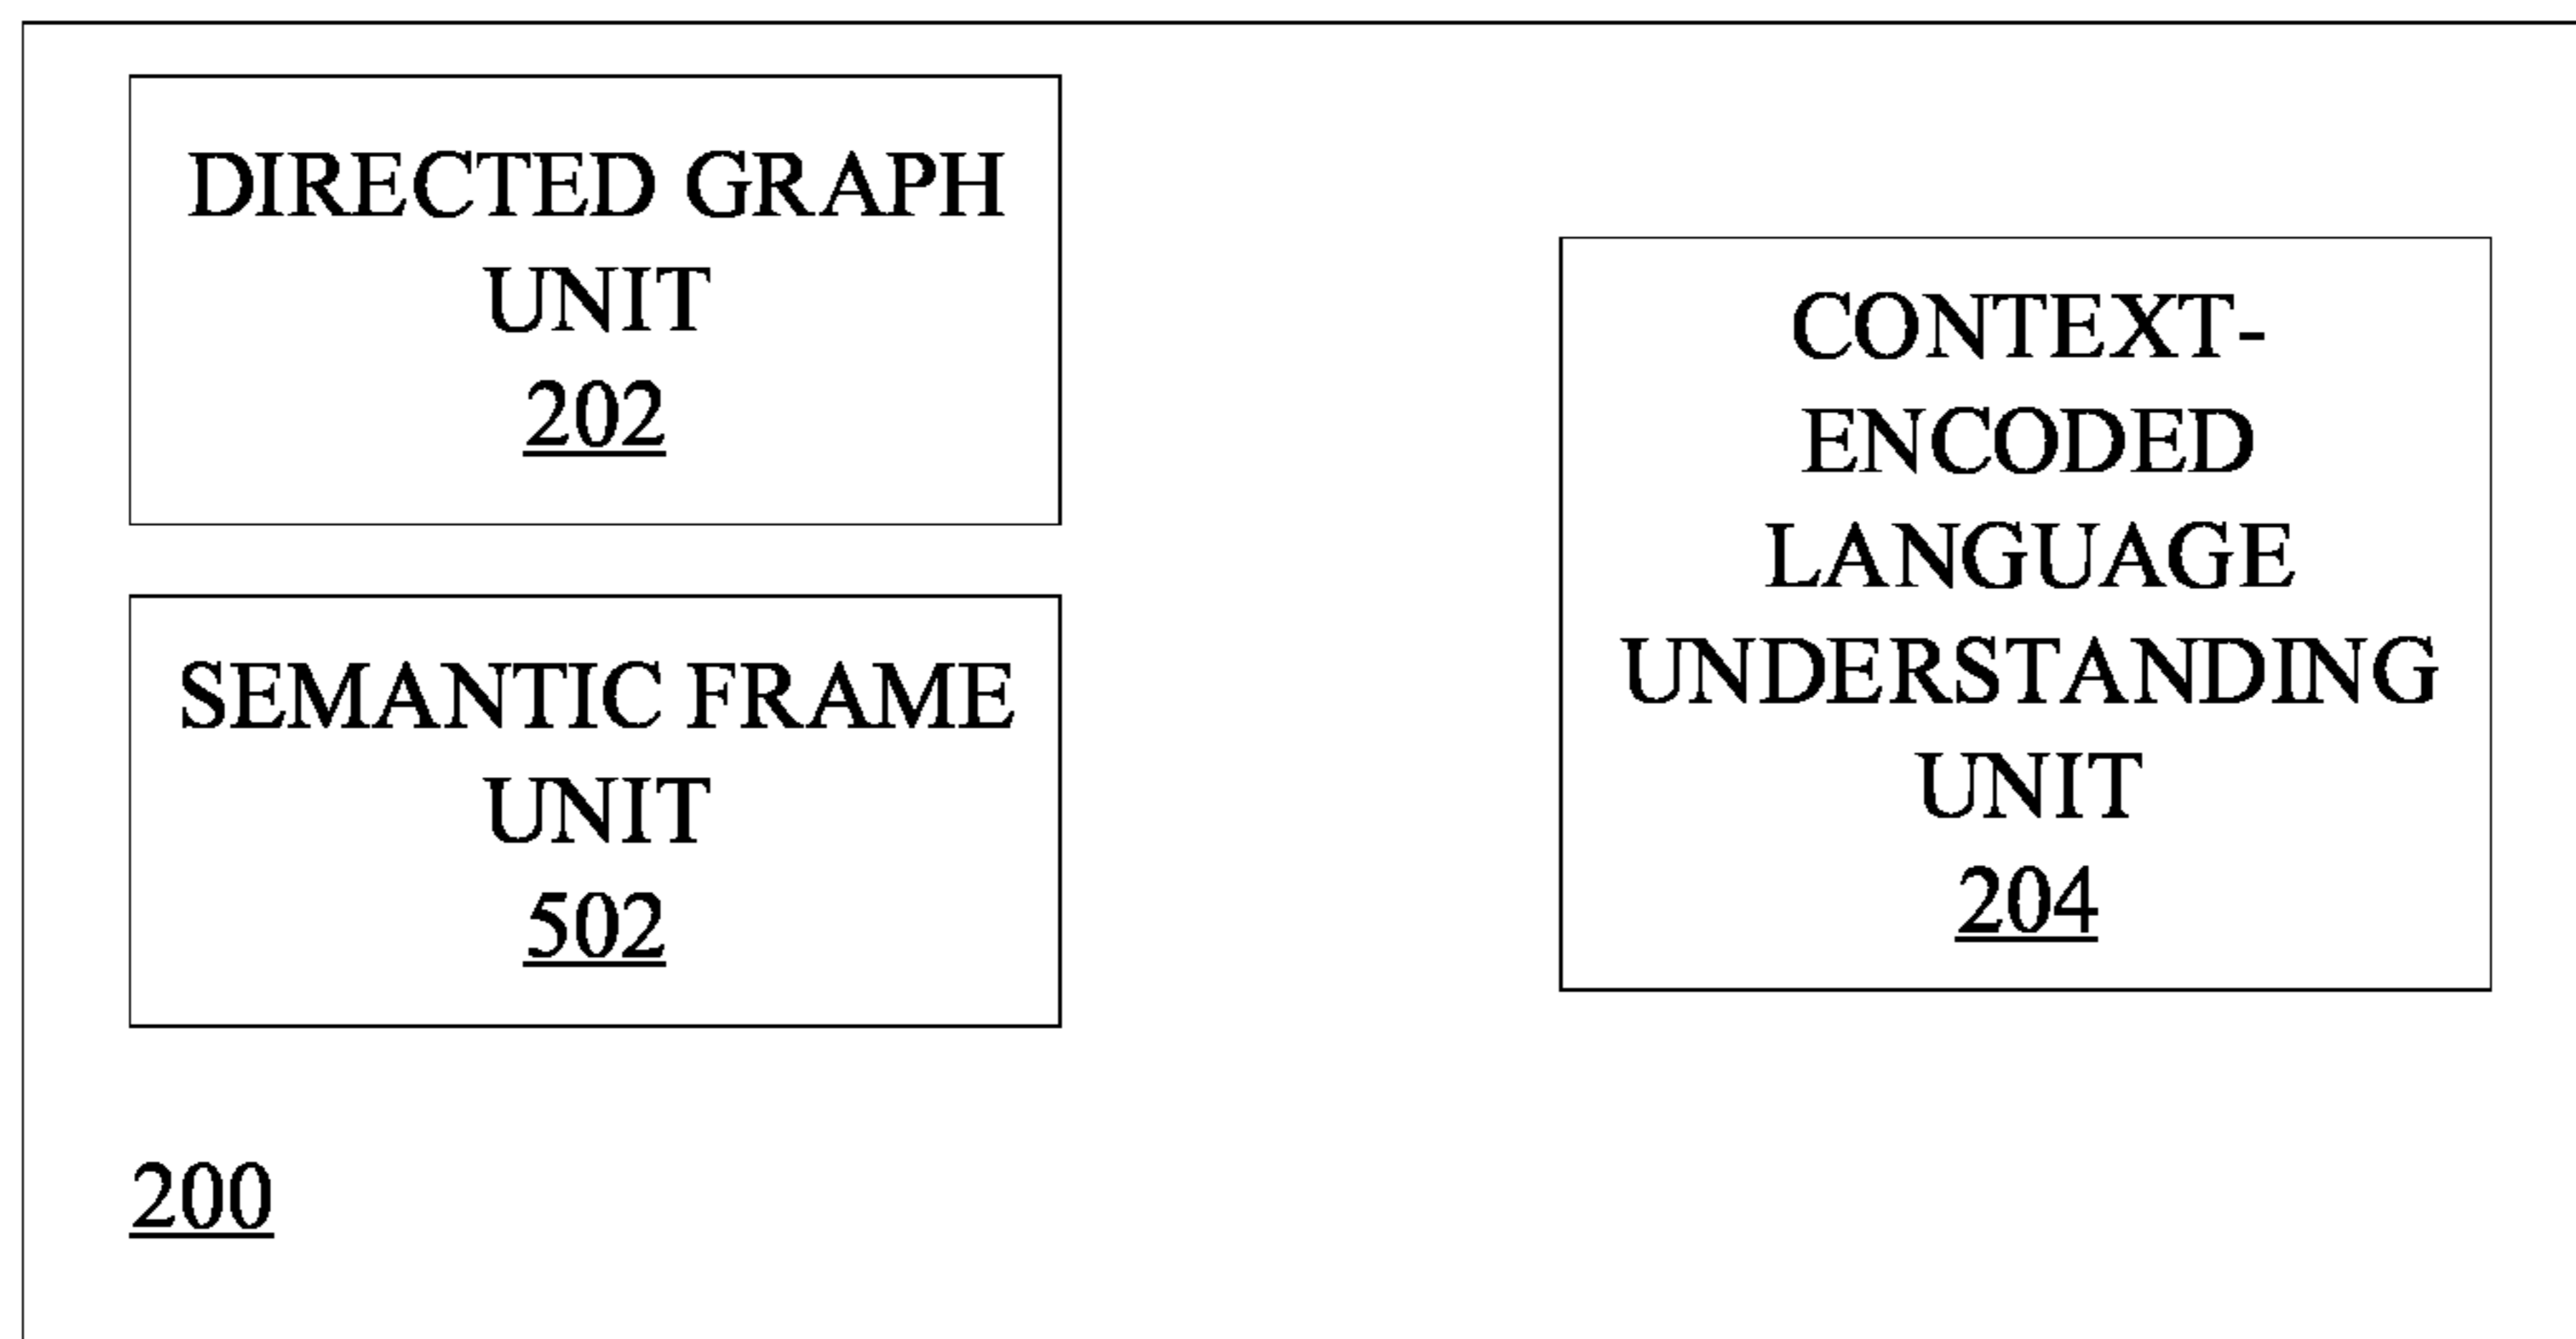 DIRECTED GRAPH
UNIT
202
SEMANTIC FRAME
UNIT
502
CONTEXT-
ENCODED
LANGUAGE
UNDERSTANDING
UNIT
204
200